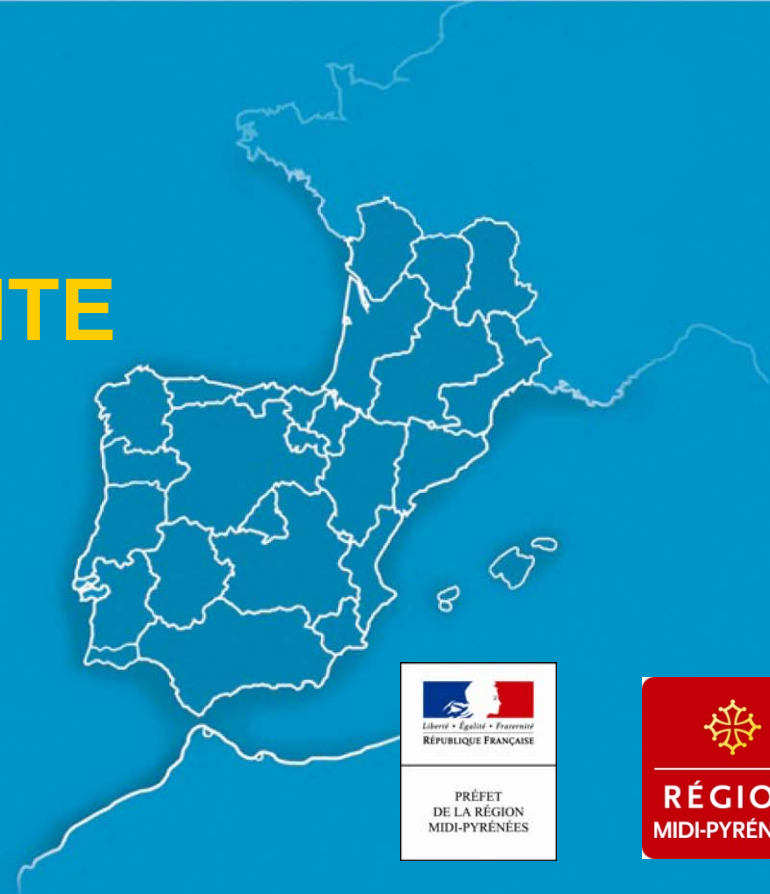 ITE
Liberté • Égalité • Fraternité
RÉPUBLIQUE FRANÇAISE
PRÉFET
DE LA RÉGION
MIDI-PYRÉNÉES
RÉGIO
MIDI-PYRÉN